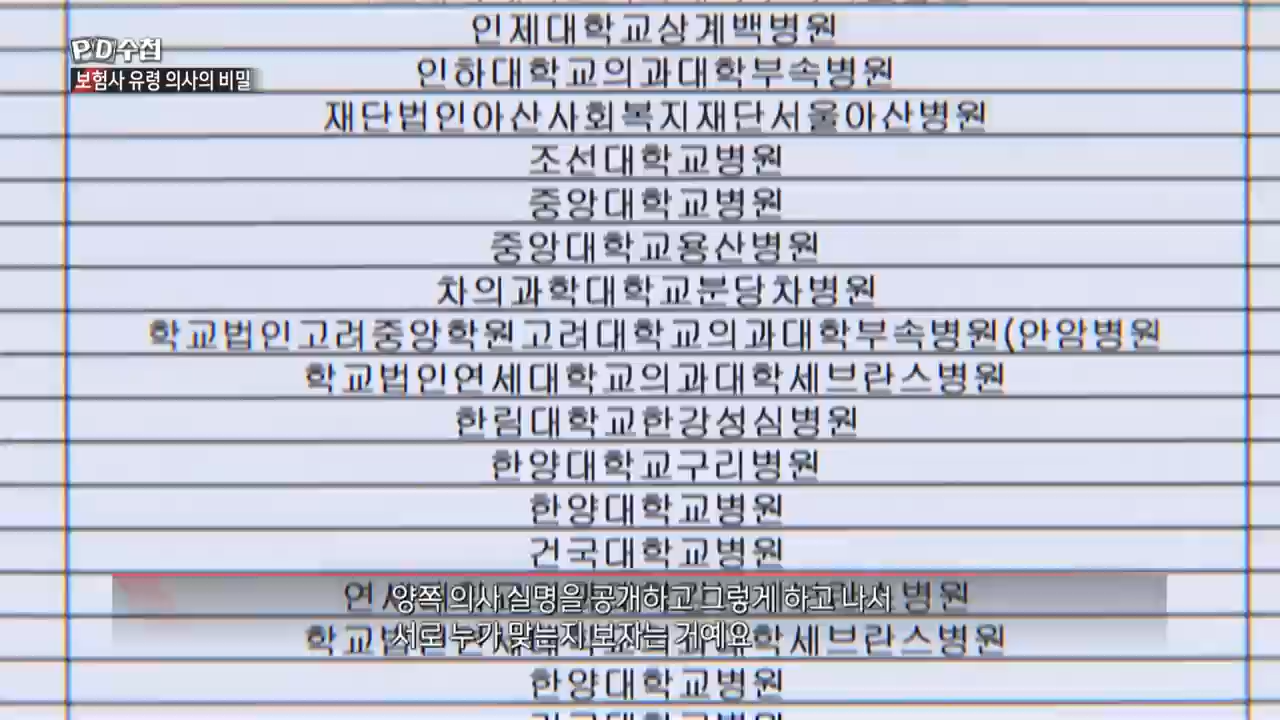 PD수첩
보험사 유령 의사의 비밀
인제대학교상계백병원
인하대학교의과대학부속병원
재단법인아산사회복지재단서울아산병원
조선대학교병원
중앙대학교병원
중앙대학교용산병원
차의과학대학교분당차병원
학교법인고려중앙학원고려대학교의과대학부속병원(안암병원
학교법인연세대학교의과대학세브란스병원
한림대학교한강성심병원
한양대학교구리병원
한양대학교병원
건국대학교병원
병원
양쪽 의사 실명을 공개하고 그렇게 하고 나서
세브란스병원
서로 누가 맞는지 보자는 거예요
한양대학교병원